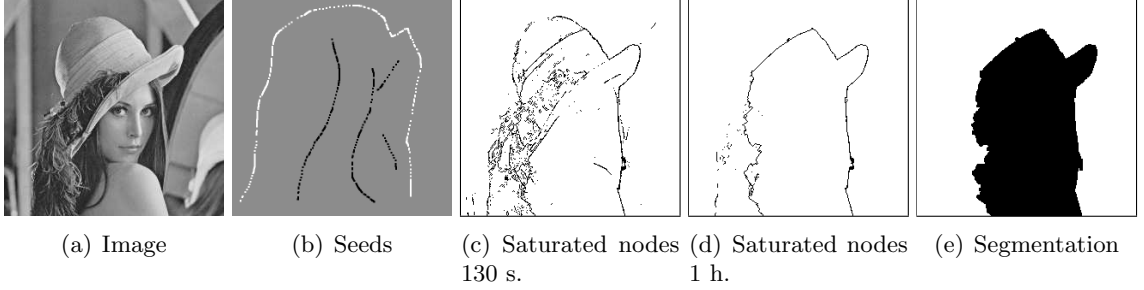 (a) Image
(b) Seeds
(c) Saturated nodes
130 s.
(d) Saturated nodes
1 h.
(e) Segmentation